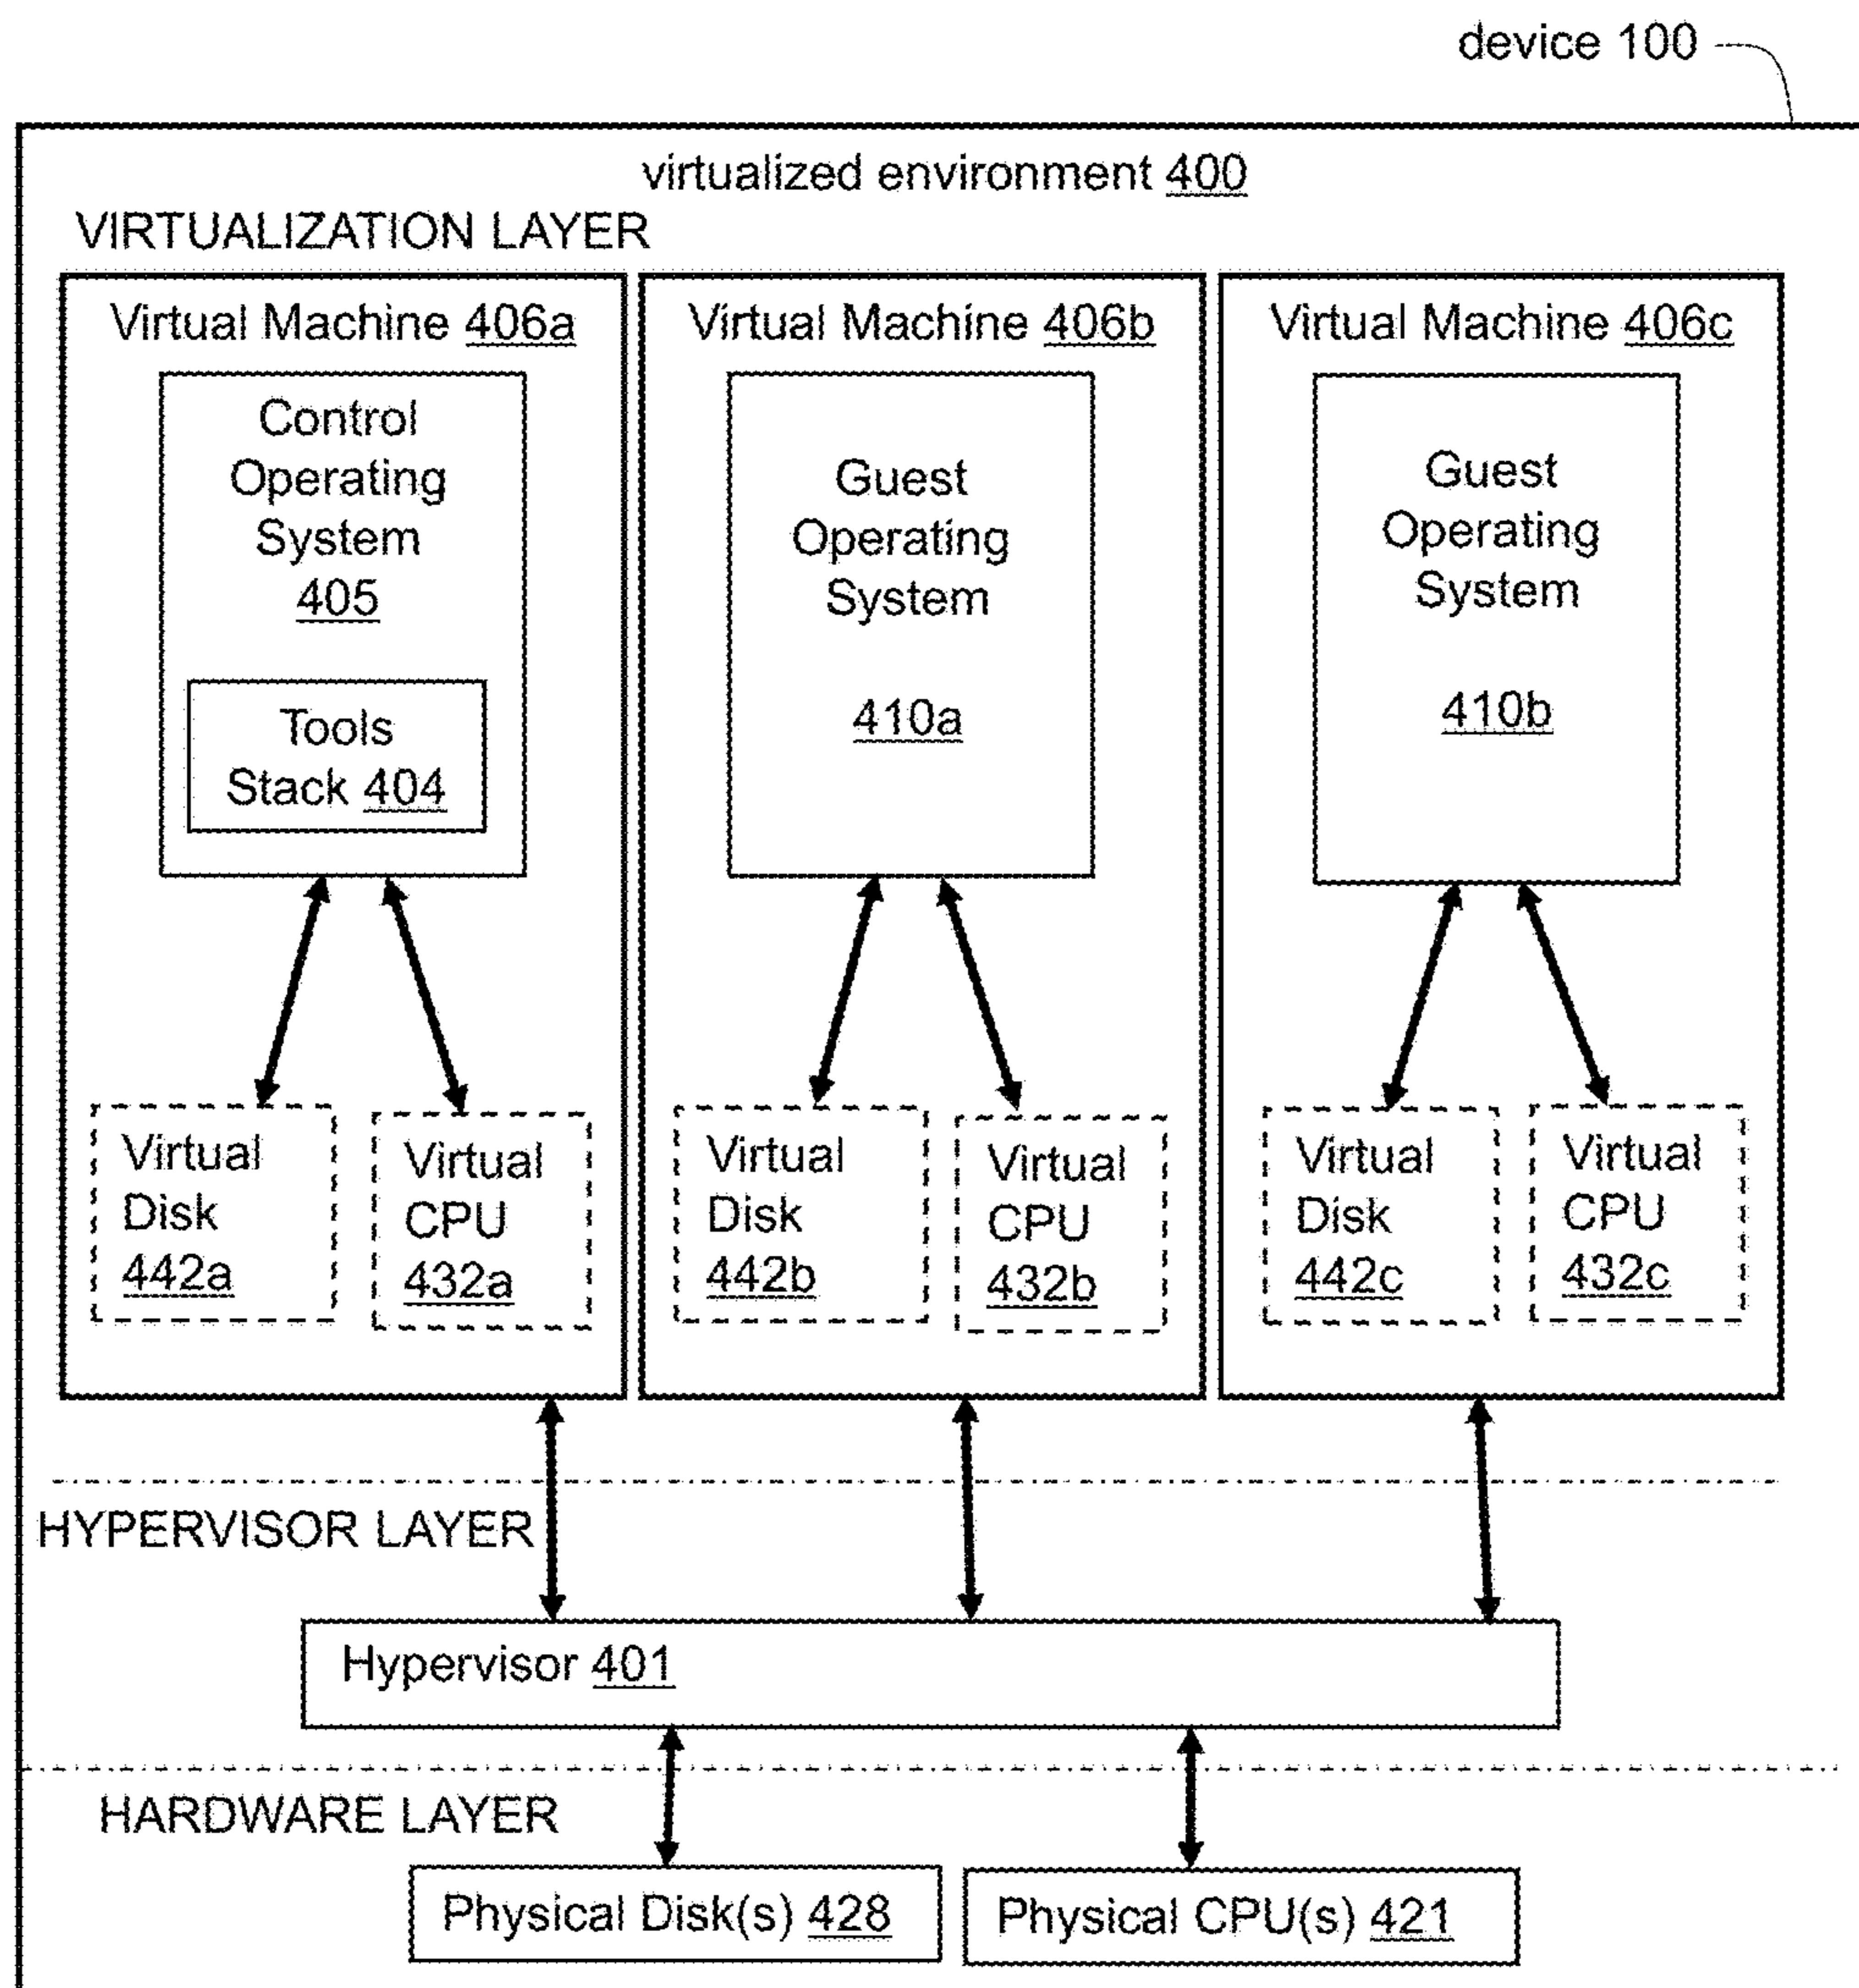 device 100
virtualized environment 400
VIRTUALIZATION LAYER
Virtual Machine 406a
Control
Operating
System
405
Tools
Stack 404
Virtual
Disk
442a
Virtual
CPU
432a
Virtual Machine 406b
Guest
Operating
System
410a
Virtual
Disk
442b
Virtual
CPU
432b
Virtual Machine 406c
Guest
Operating
System
410b
Virtual
Disk
442c
Virtual
CPU
432c
HYPERVISOR LAYER
Hypervisor 401
HARDWARE LAYER
Physical Disk(s) 428
Physical CPU(s) 421